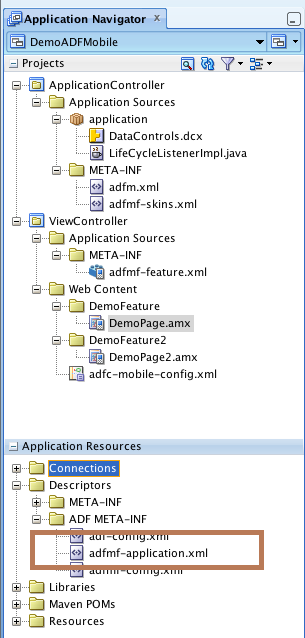 Application Navigator
DemoADFMobile
Projects
ApplicationController
Application Sources
application
DataControls.dcx
LifeCycleListenerImpl.java
META-INF
adfm.xml
adfmf-skins.xml
ViewController
Application Sources
META-INF
adfmf-feature.xml
Web Content
DemoFeature
DemoPage.amx
DemoFeature2
DemoPage2.amx
adfc-mobile-config.xml
Application Resources
Connections
Descriptors
META-INF
ADF META-INF
adf-config.xml
adfmf-application.xml
adfmf-config.xml
Libraries
Maven POMs
Resources